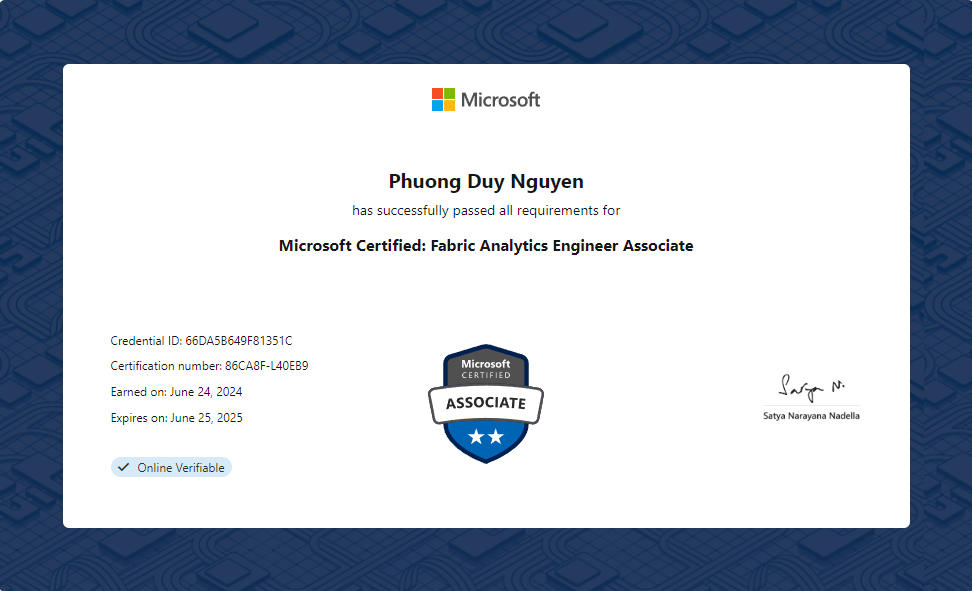 Microsoft
Phuong Duy Nguyen
has successfully passed all requirements for
Microsoft Certified: Fabric Analytics Engineer Associate
Credential ID: 66DA5B649F81351C
Certification number: 86CA8F-L40EB9
Earned on: June 24, 2024
Expires on: June 25, 2025
Online Verifiable
Microsoft
CERTIFIED
ASSOCIATE
Satya N.
Satya Narayana Nadella